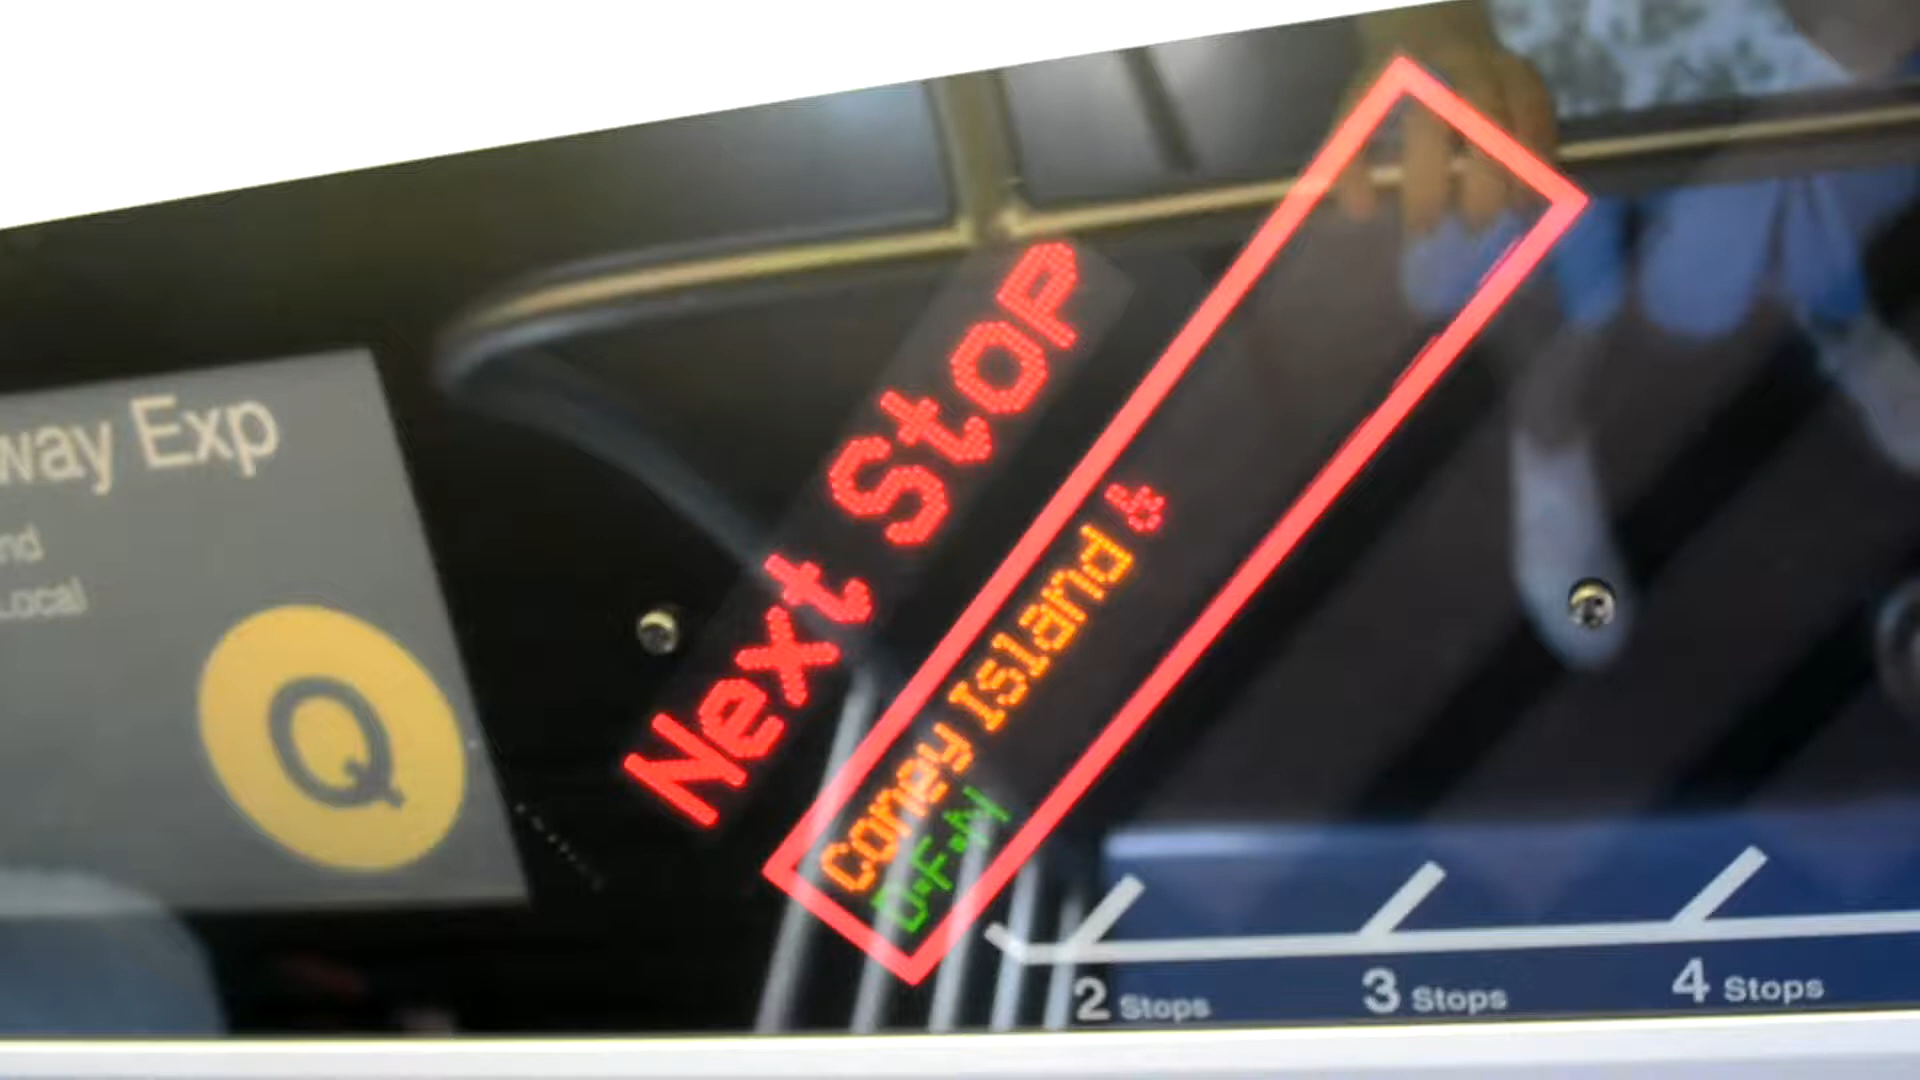 way Exp
nd
Local
Q
Next Stop
Coney Island
D•F•N
2 Stops
3 Stops
4 Stops